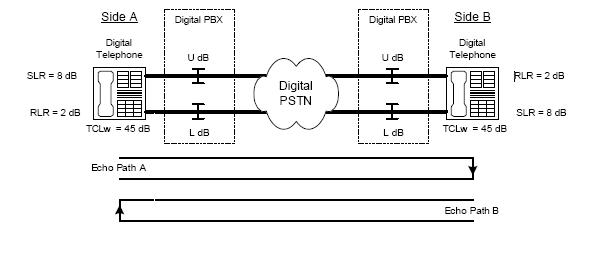 Side A
Digital PBX
Digital PBX
Side B
Digital
Telephone
U dB
U dB
Digital
Telephone
SLR = 8 dB
RLR = 2 dB
Digital
PSTN
RLR = 2 dB
SLR = 8 dB
TCLw = 45 dB
L dB
L dB
TCLw = 45 dB
Echo Path A
Echo Path B